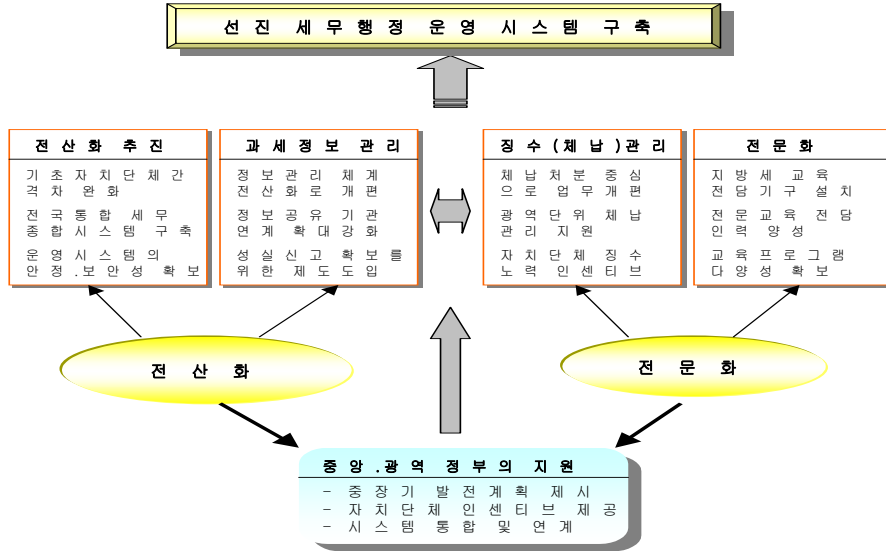 선진 세무행정 운영 시스템 구축
전산화 추진
기초자치단체간
격차 완화
전국통합 세무
종합시스템 구축
운영시스템의
안정.보안성 확보
과세정보 관리
정보관리 체계
전산화로 개편
정보공유 기관
연계 확대강화
성실신고 확보를
위한 제도도입
징수(체납)관리
체납처분 중심
으로 업무개편
광역단위 체납
관리 지원
자치단체 징수
노력 인센티브
전문화
지방세 교육
전담기구 설치
전문교육 전담
인력 양성
교육프로그램
다양성 확보
전산화
전문화
중앙.광역 정부의 지원
- 중장기 발전계획 제시
- 자치단체 인센티브 제공
- 시스템 통합 및 연계